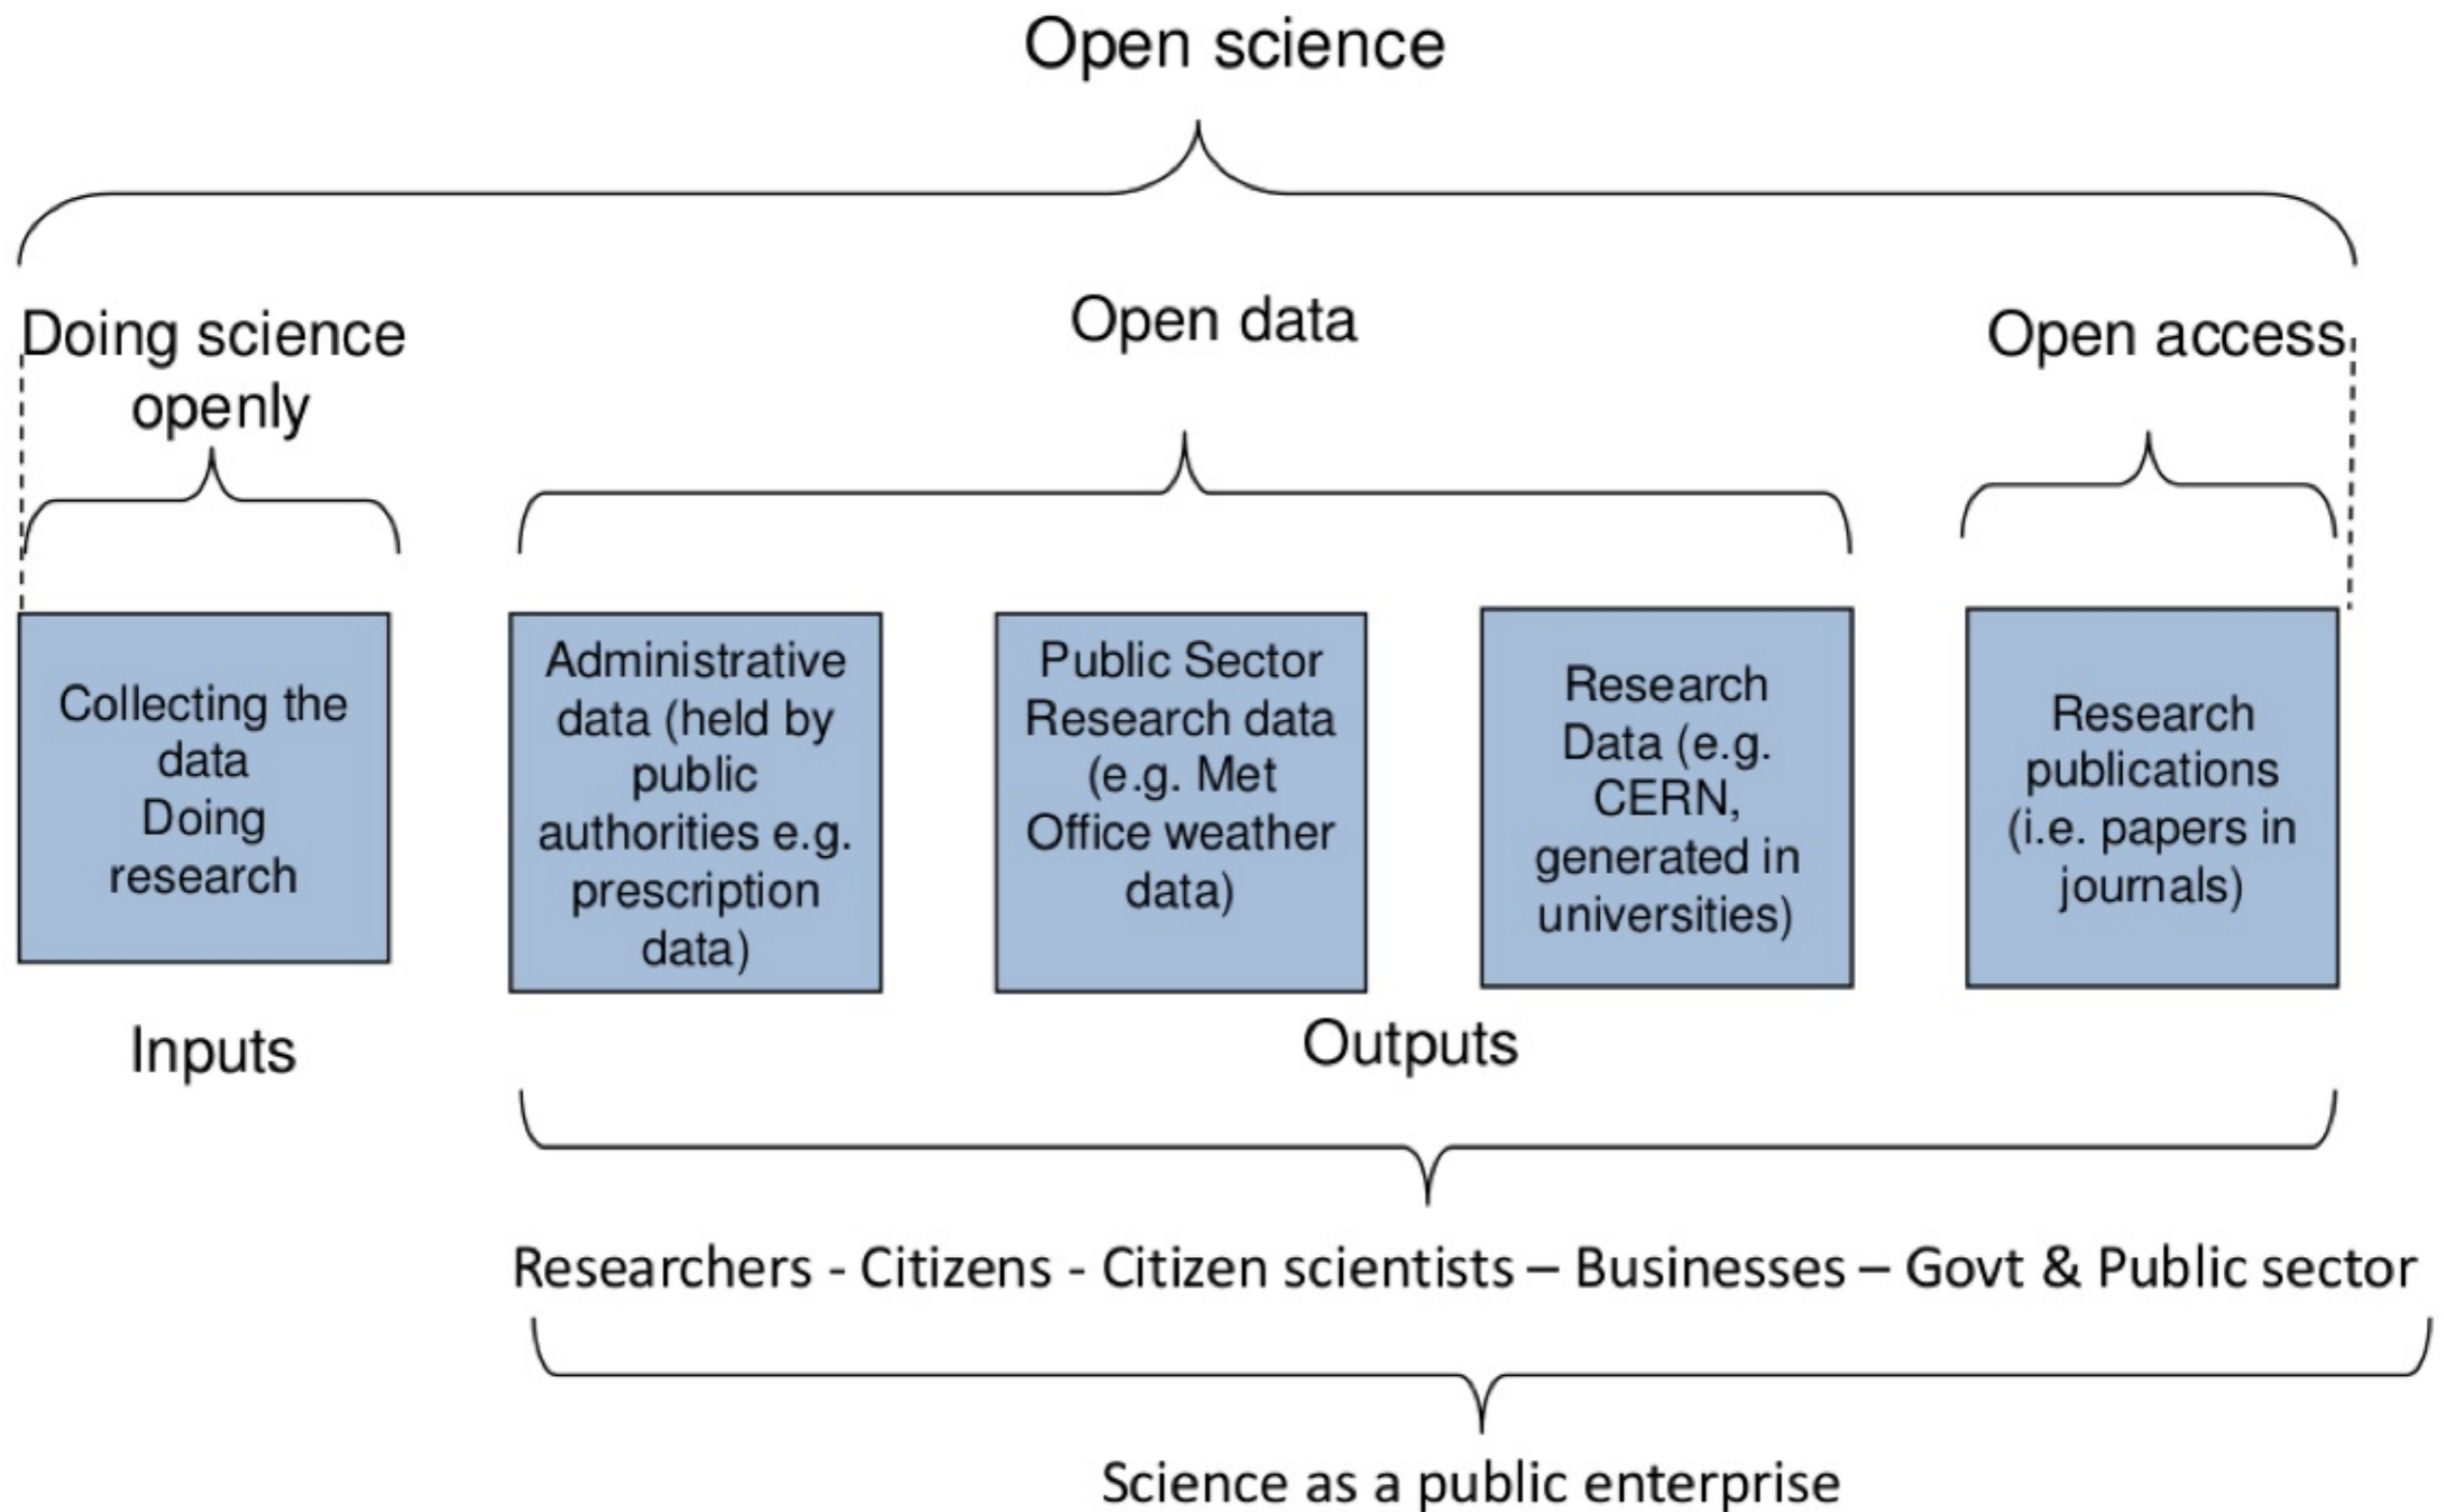 Open science
Doing science
openly
Open data
Open access
Collecting the
data
Doing
research
Administrative
data (held by
public
authorities e.g.
prescription
data)
Public Sector
Research data
(e.g. Met
Office weather
data)
Research
Data (e.g.
CERN,
generated in
universities)
Research
publications
(i.e. papers in
journals)
Inputs
Outputs
Researchers - Citizens - Citizen scientists – Businesses – Govt & Public sector
Science as a public enterprise